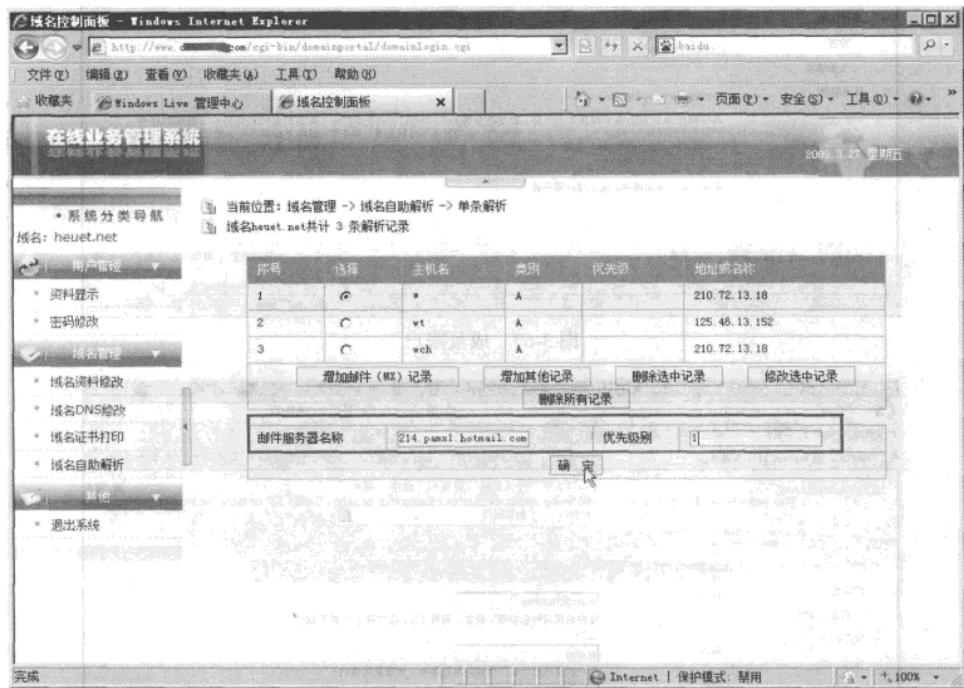 域名控制面板 - Windows Internet Explorer
/cgi-bin/domainportal/domainlogin.cgi
baidu
文件(F) 编辑(E) 查看(V) 收藏夹(A) 工具(T) 帮助(H)
收藏夹 Windows Live 管理中心 域名控制面板 页面(P) 安全(S) 工具(O)
在线业务管理系统
2009.3.27 星期五
系统分类导航
域名: heuet.net
用户管理
资料显示
密码修改
域名管理
域名资料修改
域名DNS修改
域名证书打印
域名自助解析
其他
退出系统
当前位置: 域名管理 -> 域名自助解析 -> 单条解析
域名heuet.net共计 3 条解析记录
序号 选择 主机名 类别 优先级 地址或名称
1 * A 210.72.13.18
2 wt A 125.46.13.152
3 wch A 210.72.13.18
增加邮件 (MX) 记录 增加其他记录 删除选中记录 修改选中记录
删除所有记录
邮件服务器名称 214.pamx1.hotmail.com 优先级别 1
确 定
完成 Internet | 保护模式: 禁用 100%